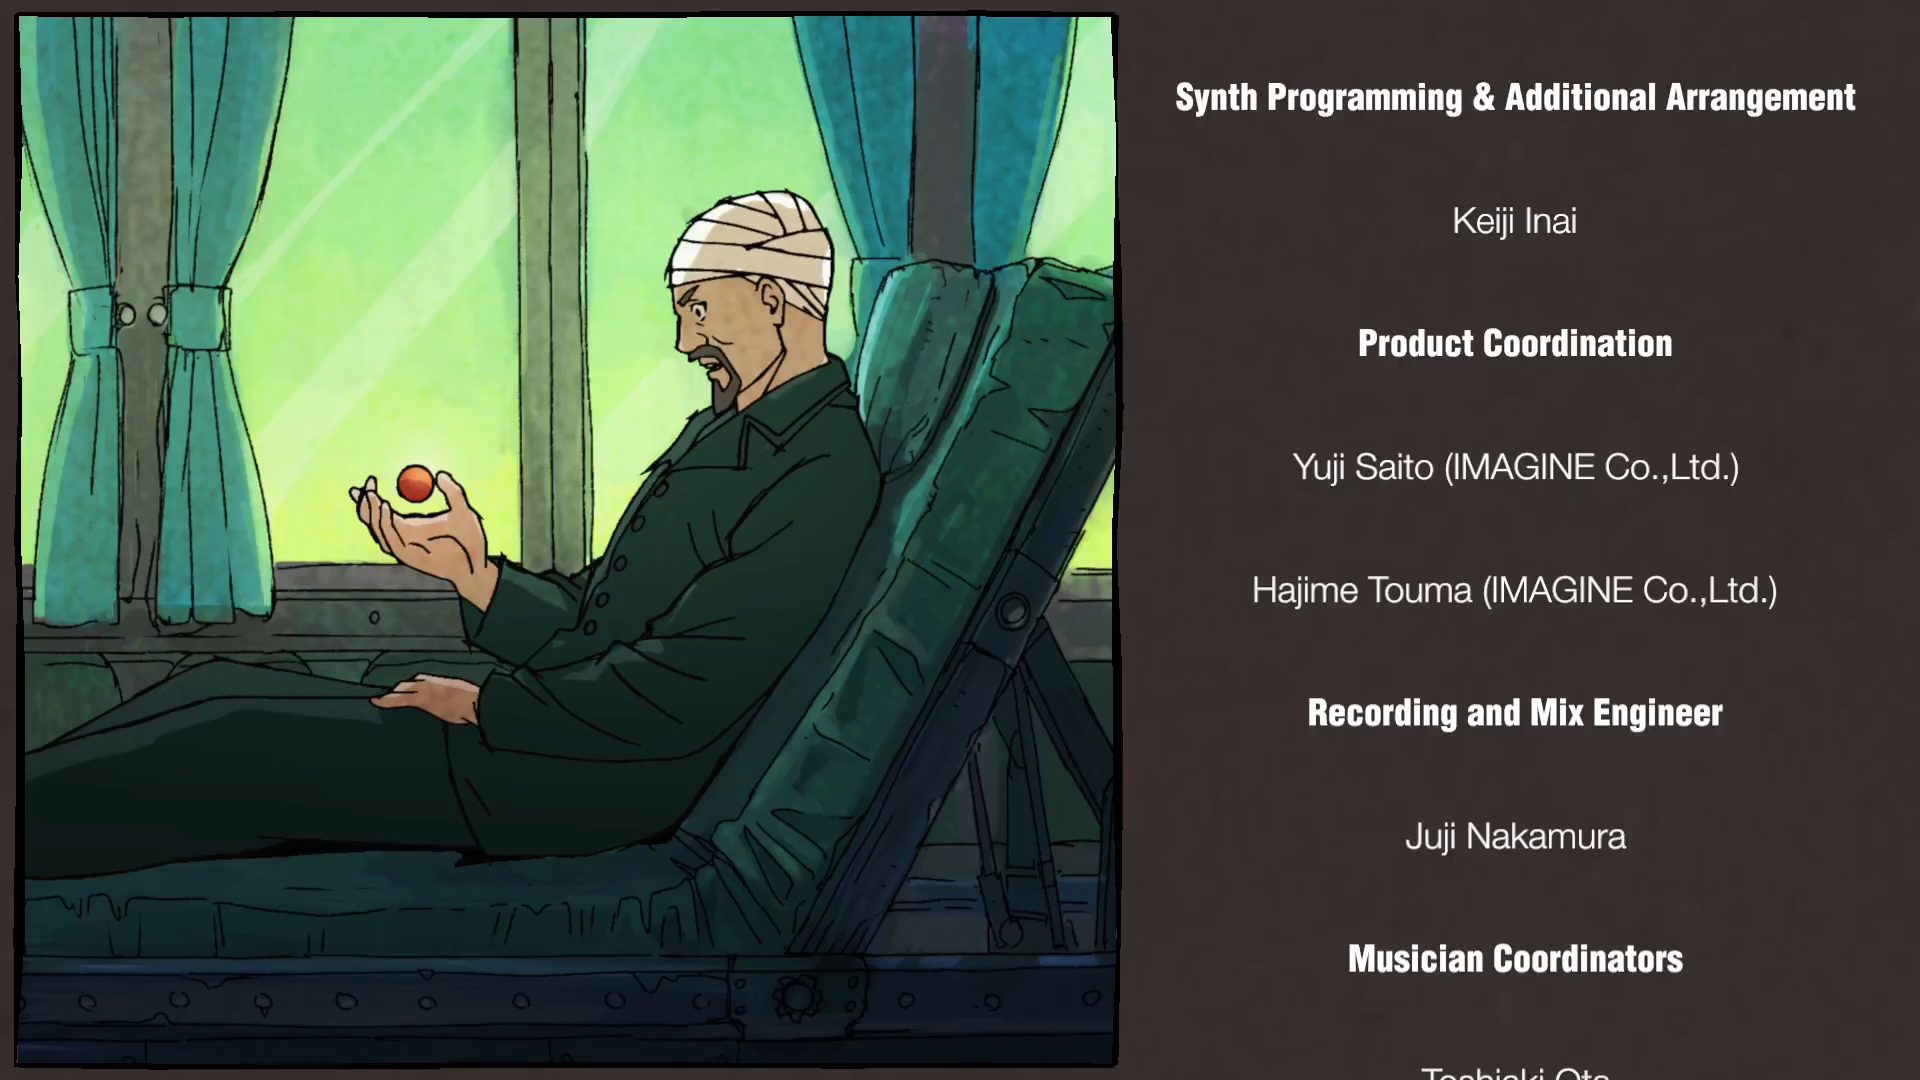 Synth Programming & Additional Arrangement
Keiji Inai
Product Coordination
Yuji Saito (IMAGINE Co.,Ltd.)
Hajime Touma (IMAGINE Co.,Ltd.)
Recording and Mix Engineer
Juji Nakamura
Musician Coordinators